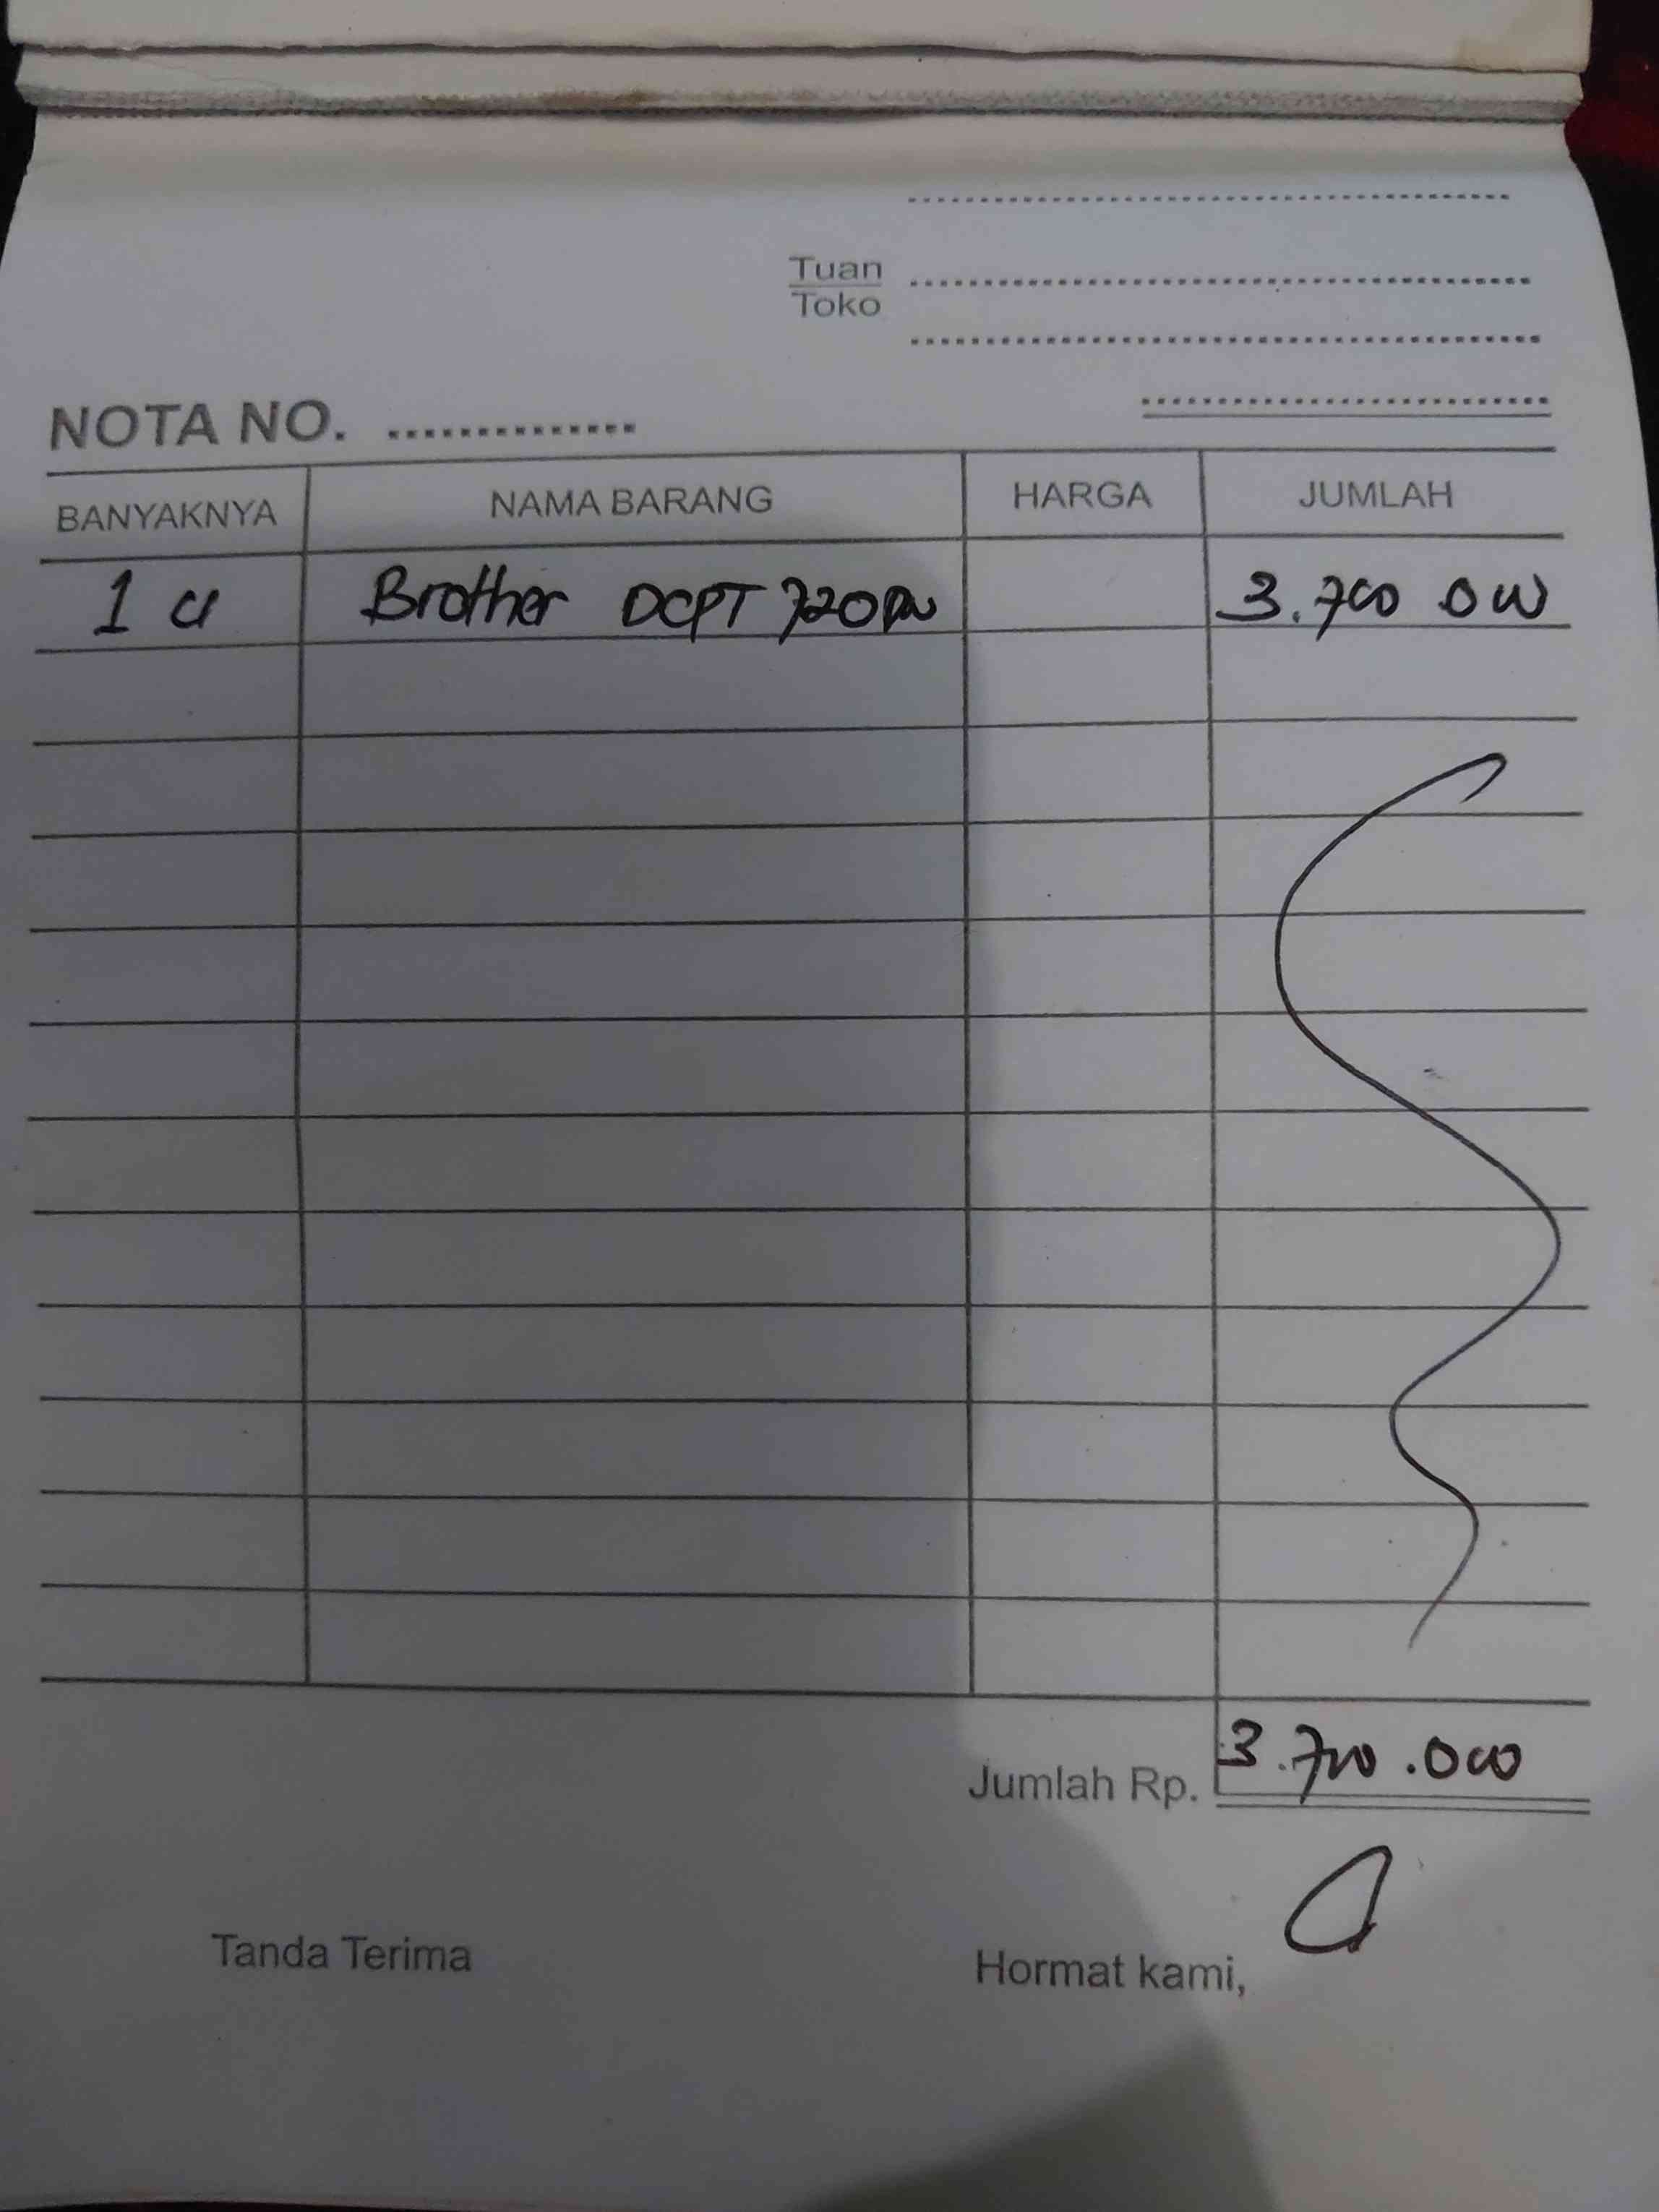 Tuan
Toko
NOTA NO.
BANYAKNYA NAMA BARANG HARGA JUMLAH
1 Brother DCPT 720DW 3.700 000
Jumlah Rp. 3.700.000
Tanda Terima Hormat kami,